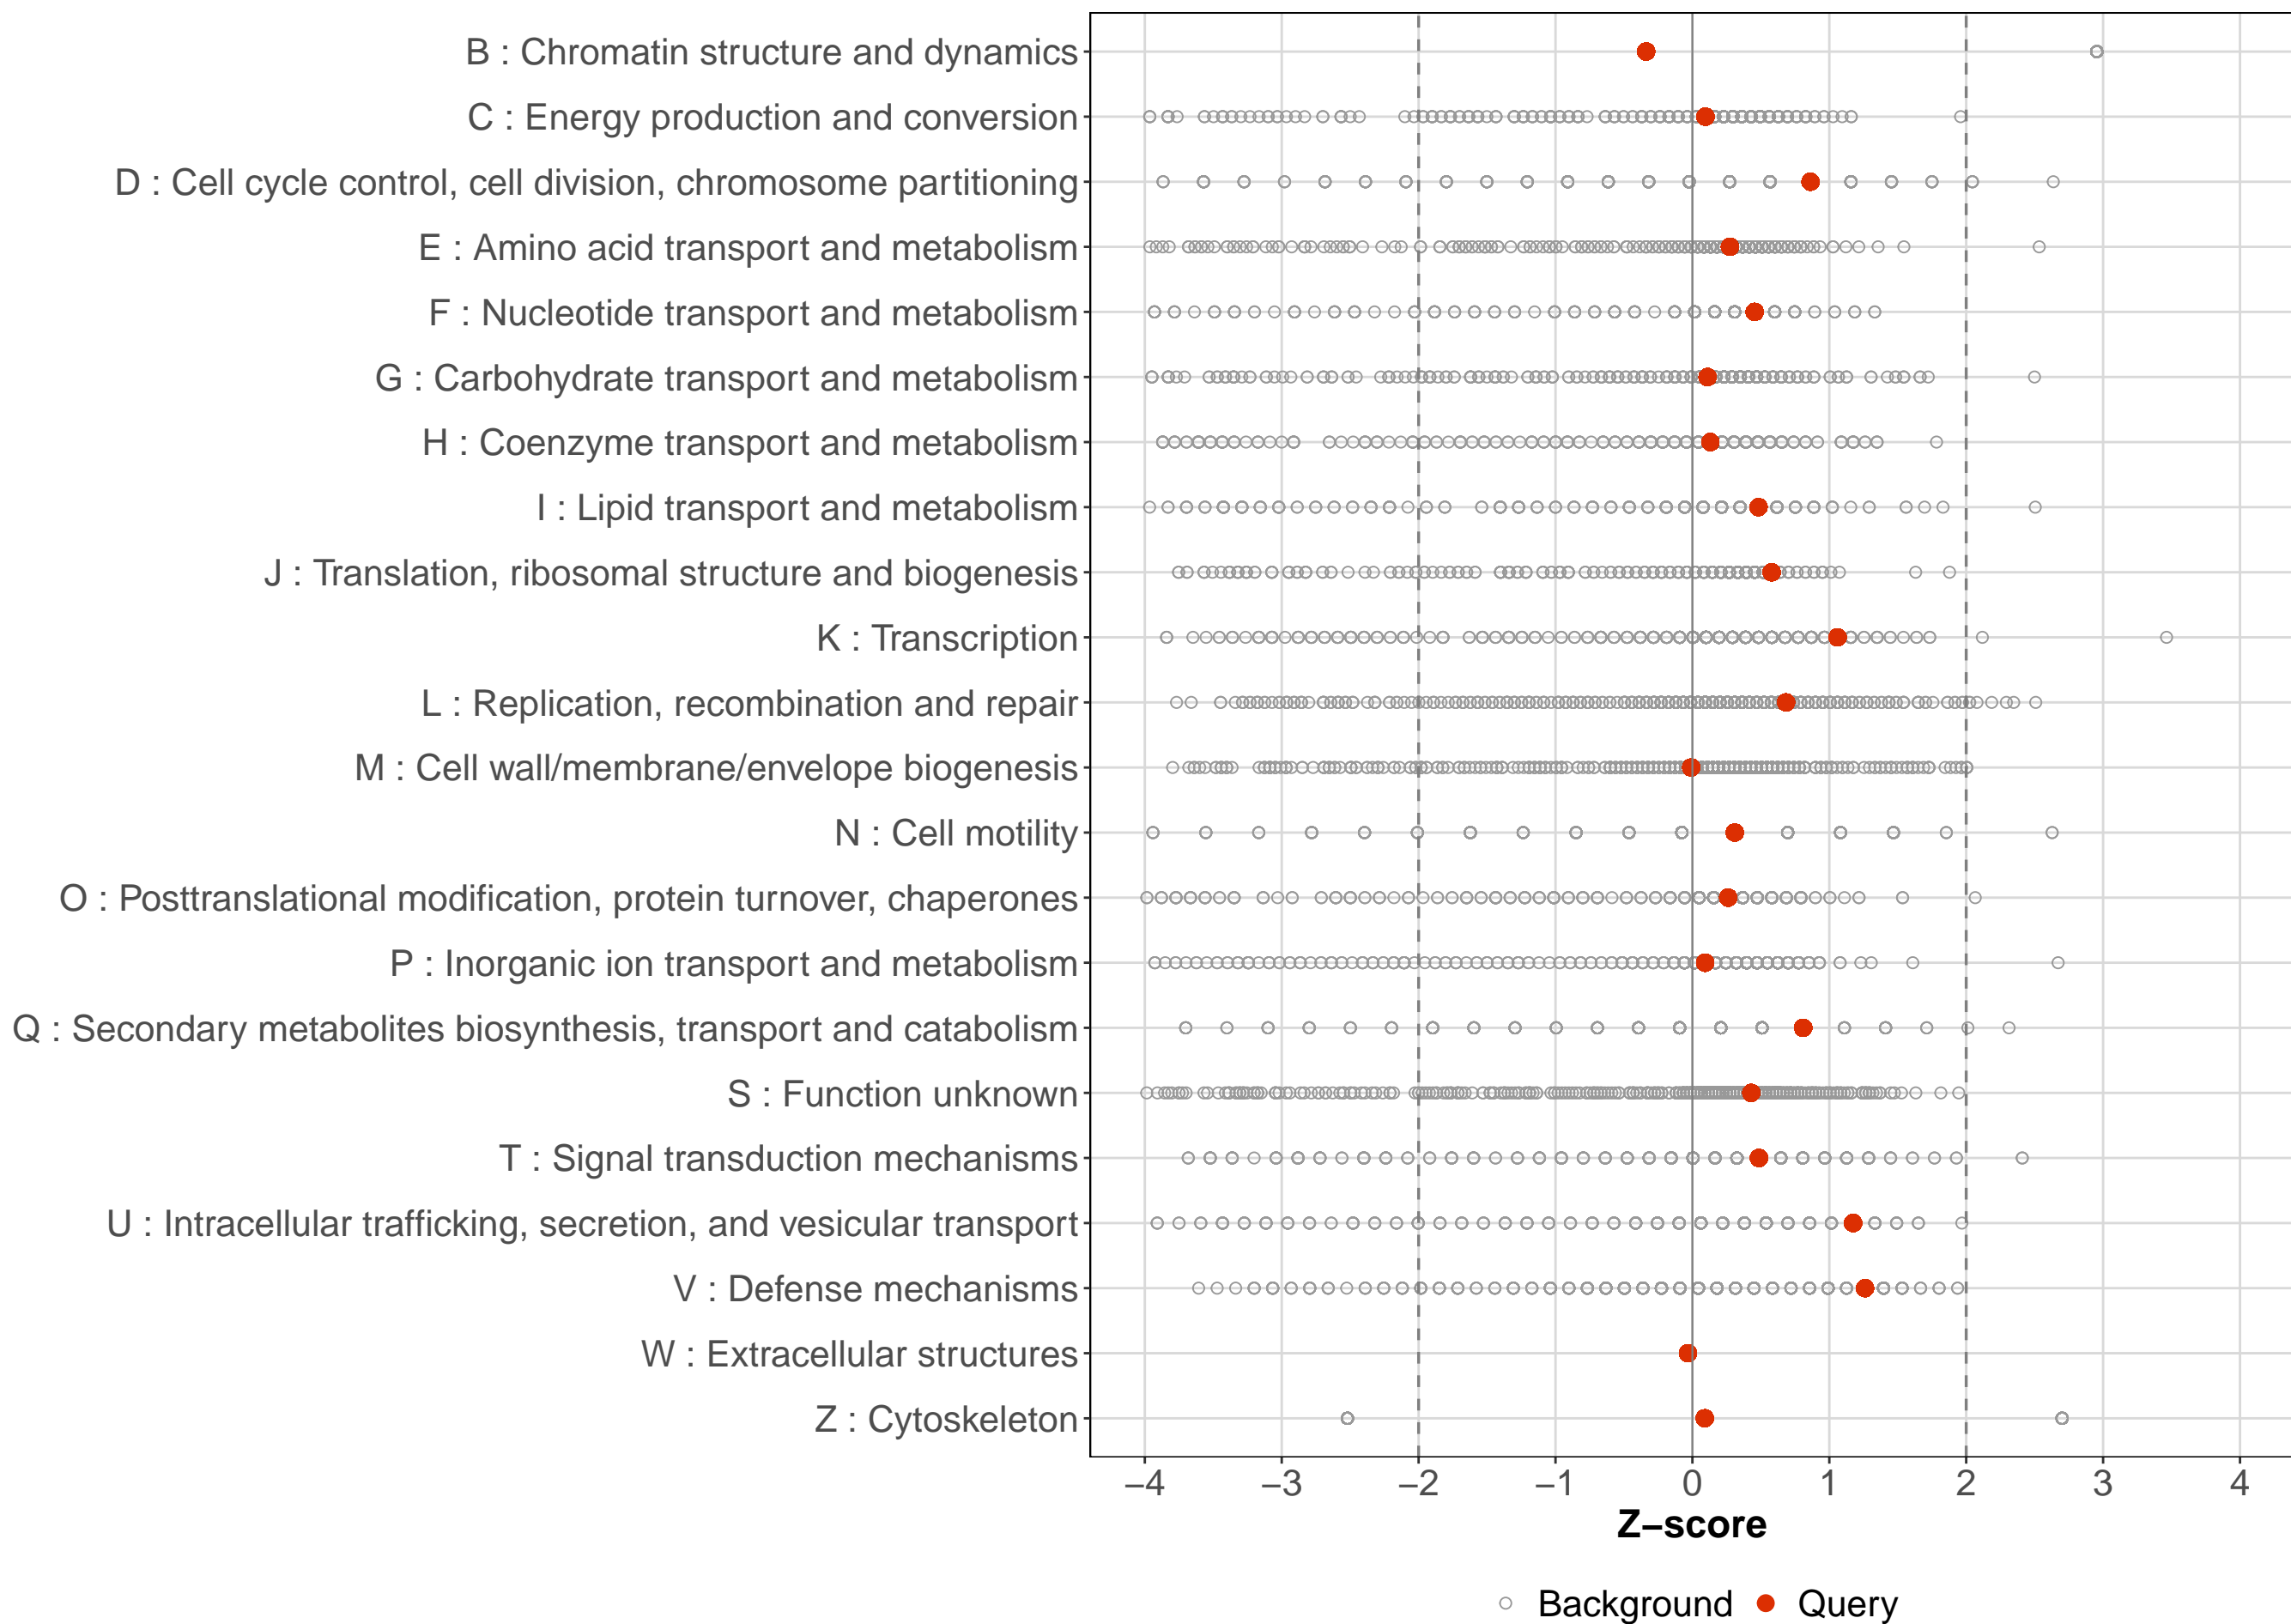 B : Chromatin structure and dynamics
C : Energy production and conversion
D : Cell cycle control, cell division, chromosome partitioning
E : Amino acid transport and metabolism
F : Nucleotide transport and metabolism
G : Carbohydrate transport and metabolism
H : Coenzyme transport and metabolism
I : Lipid transport and metabolism
J : Translation, ribosomal structure and biogenesis
K : Transcription
L : Replication, recombination and repair
M : Cell wall/membrane/envelope biogenesis
N : Cell motility
O : Posttranslational modification, protein turnover, chaperones
P : Inorganic ion transport and metabolism
Q : Secondary metabolites biosynthesis, transport and catabolism
S : Function unknown
T : Signal transduction mechanisms
U : Intracellular trafficking, secretion, and vesicular transport
V : Defense mechanisms
W : Extracellular structures
Z : Cytoskeleton
−4 −3 −2 −1 0 1 2 3 4
Z−score
Background Query